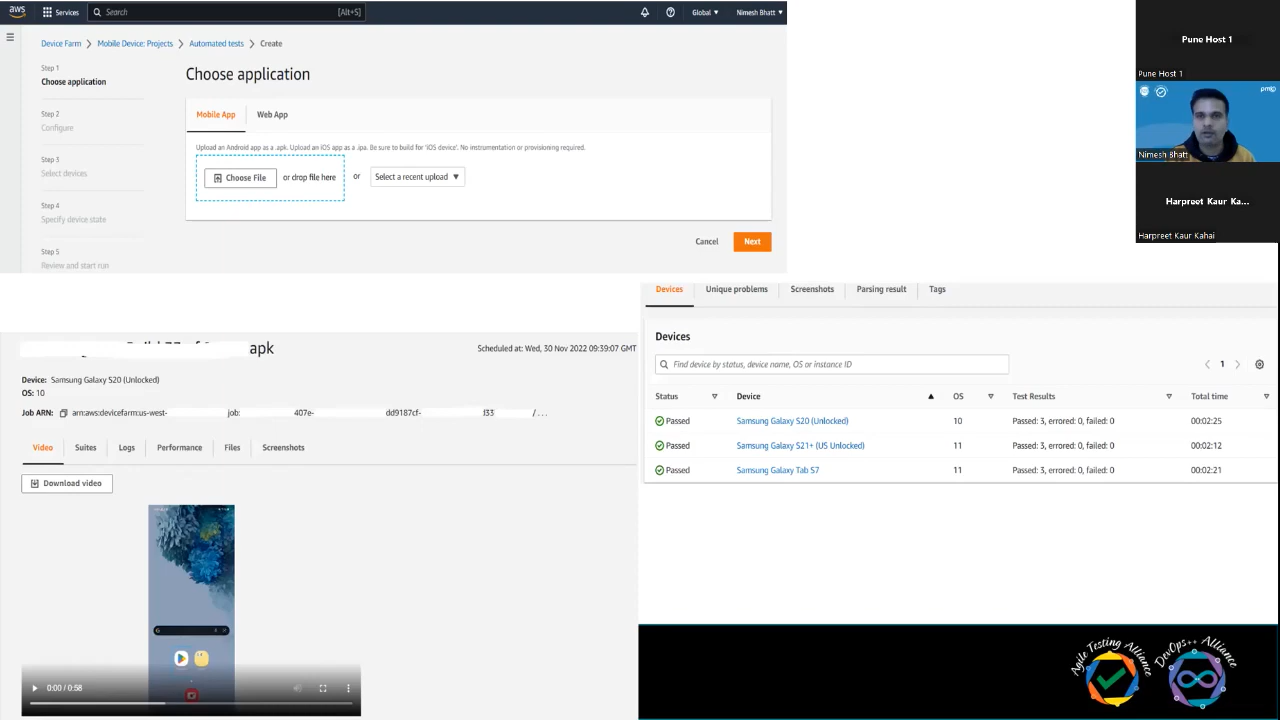 aws
Services
Search
[Alt+S]
Global
Nimesh Bhatt
Device Farm
Mobile Device: Projects
Automated tests
Create
Step 1
Choose application
Step 2
Configure
Step 3
Select devices
Step 4
Specify device state
Step 5
Review and start run
Choose application
Mobile App
Web App
Upload an Android app as a .apk. Upload an iOS app as a .ipa. Be sure to build for 'iOS device'. No instrumentation or provisioning required.
Choose File or drop file here or Select a recent upload
Cancel
Next
Pune Host 1
Pune Host 1
Nimesh Bhatt
Harpreet Kaur Ka...
Harpreet Kaur Kahai
apk
Scheduled at: Wed, 30 Nov 2022 09:39:07 GMT
Device: Samsung Galaxy S20 (Unlocked)
OS: 10
Job ARN: arn:aws:devicefarm:us-west- job: 407e- dd9187cf- f33 /...
Video Suites Logs Performance Files Screenshots
Download video
0:00 / 0:58
Devices Unique problems Screenshots Parsing result Tags
Devices
Find device by status, device name, OS or instance ID
1
Status Device OS Test Results Total time
Passed Samsung Galaxy S20 (Unlocked) 10 Passed: 3, errored: 0, failed: 0 00:02:25
Passed Samsung Galaxy S21+ (US Unlocked) 11 Passed: 3, errored: 0, failed: 0 00:02:12
Passed Samsung Galaxy Tab S7 11 Passed: 3, errored: 0, failed: 0 00:02:21
Agile Testing Alliance
DevOps++ Alliance